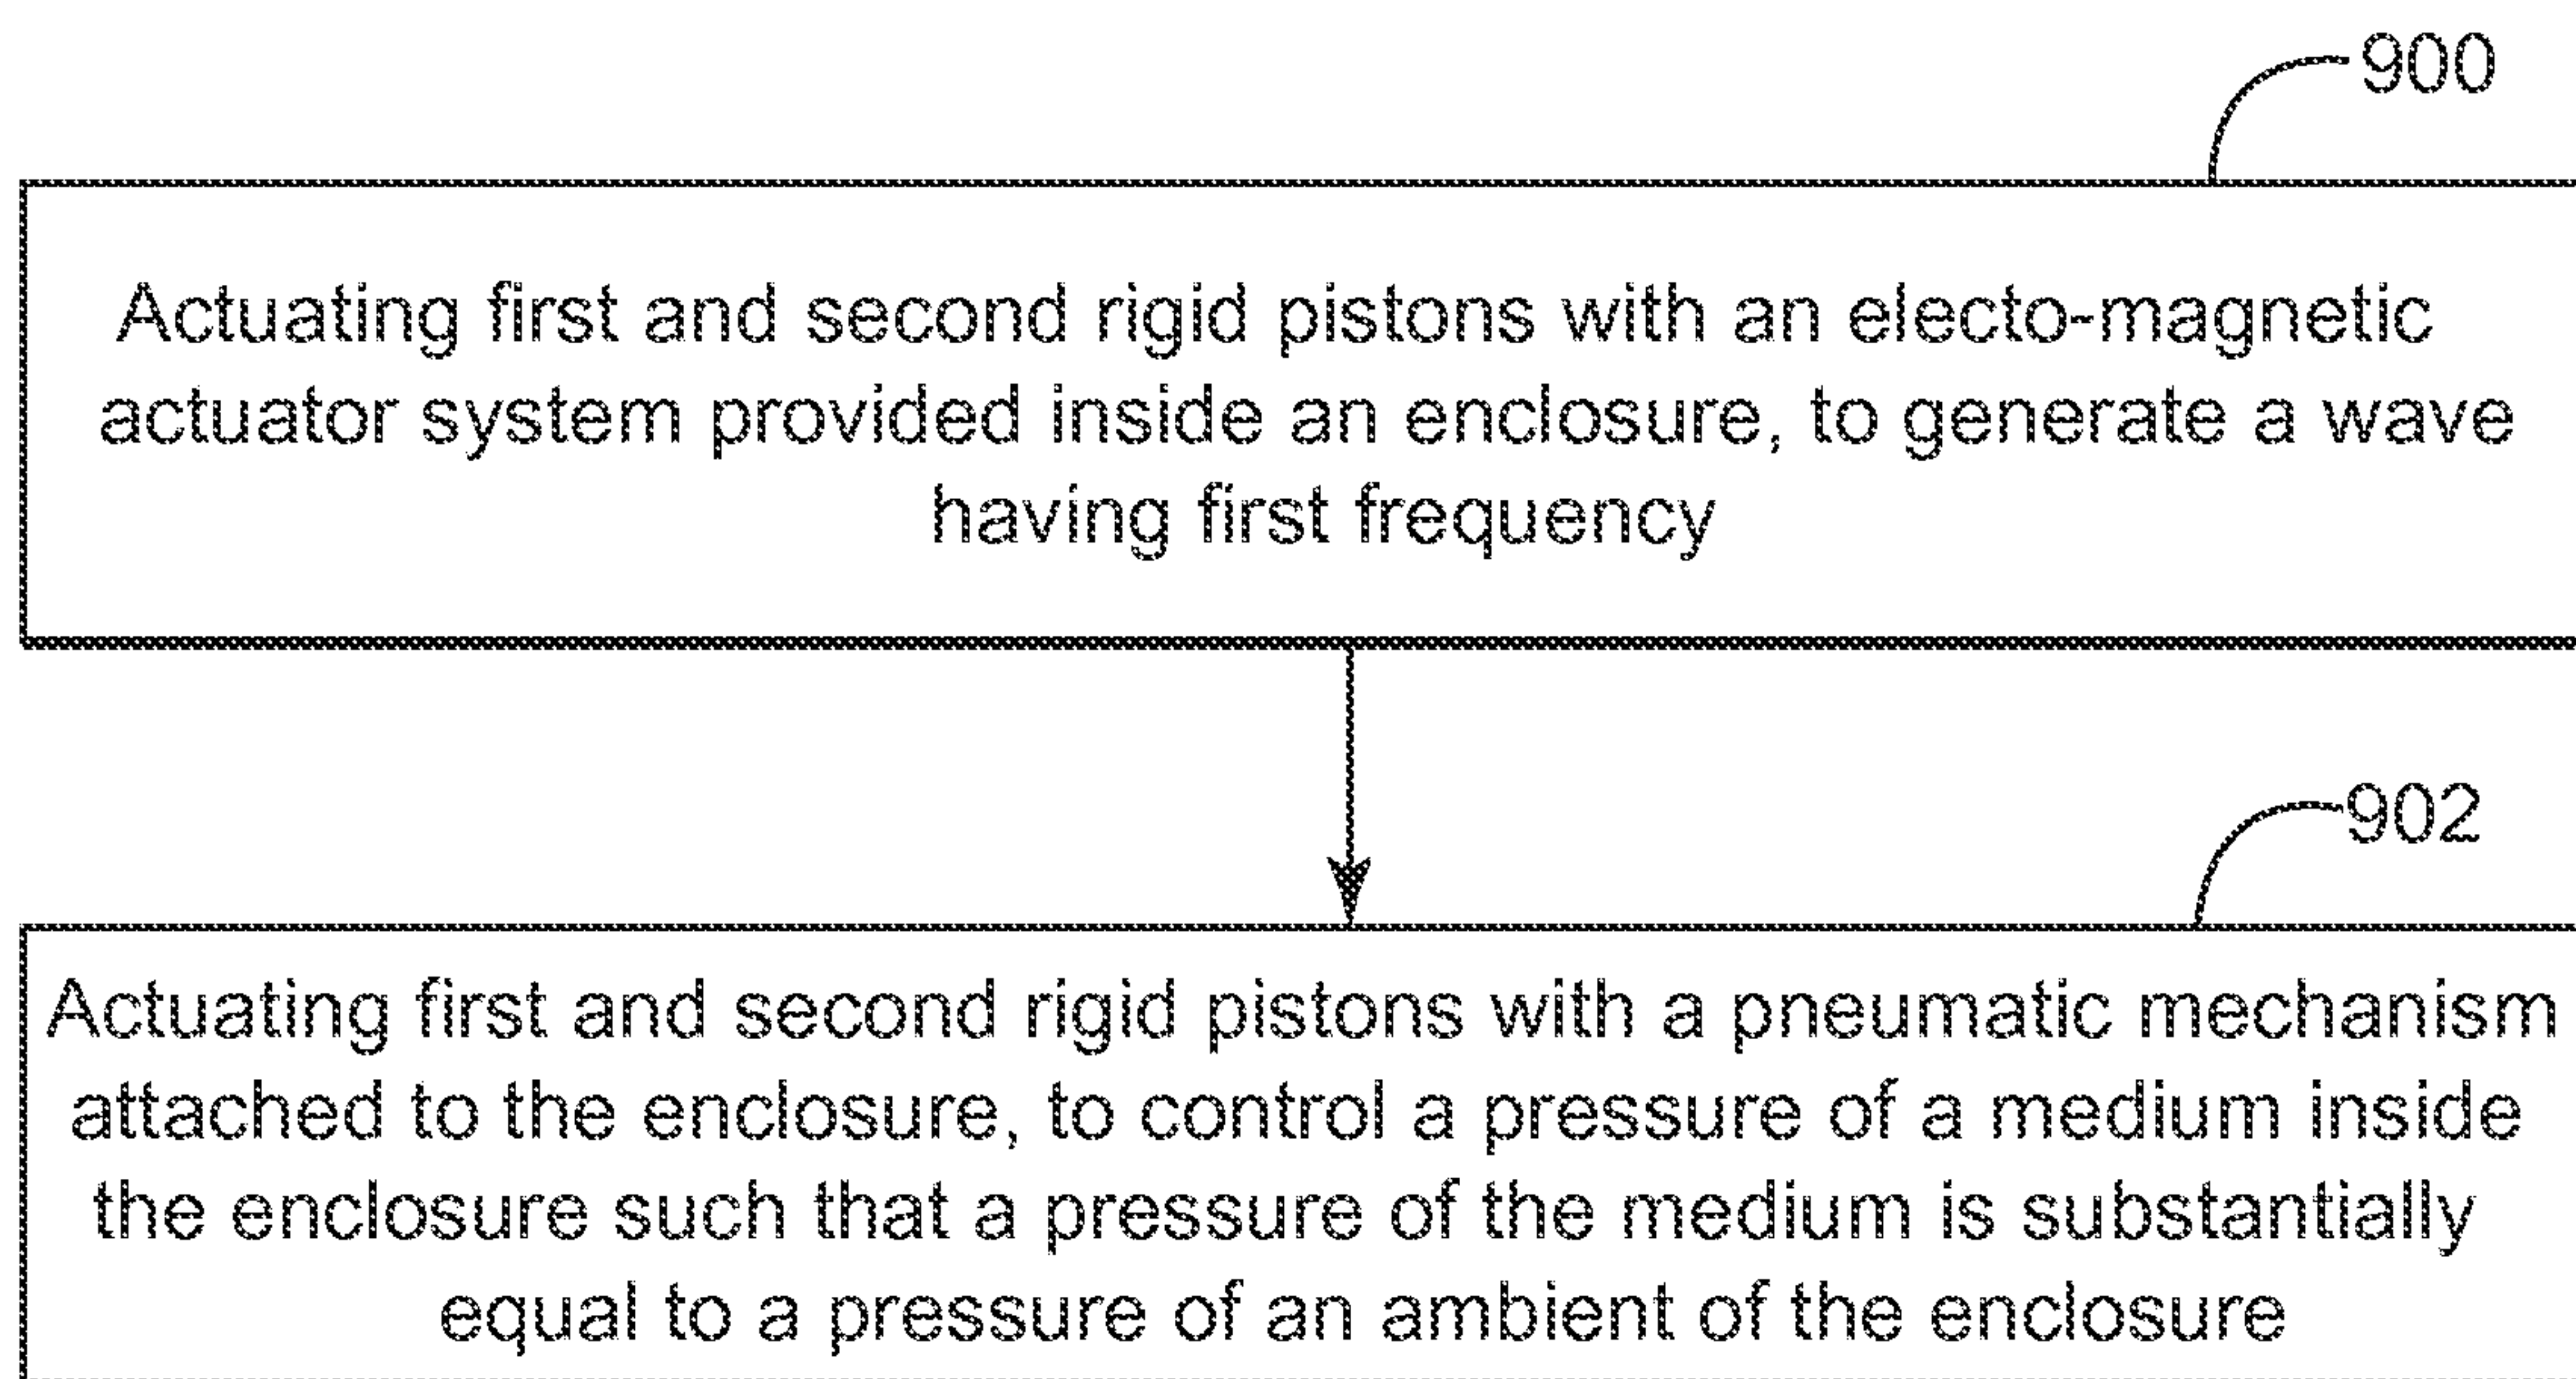 900
Actuating first and second rigid pistons with an electo-magnetic
actuator system provided inside an enclosure, to generate a wave
having first frequency
902
Actuating first and second rigid pistons with a pneumatic mechanism
attached to the enclosure, to control a pressure of a medium inside
the enclosure such that a pressure of the medium is substantially
equal to a pressure of an ambient of the enclosure